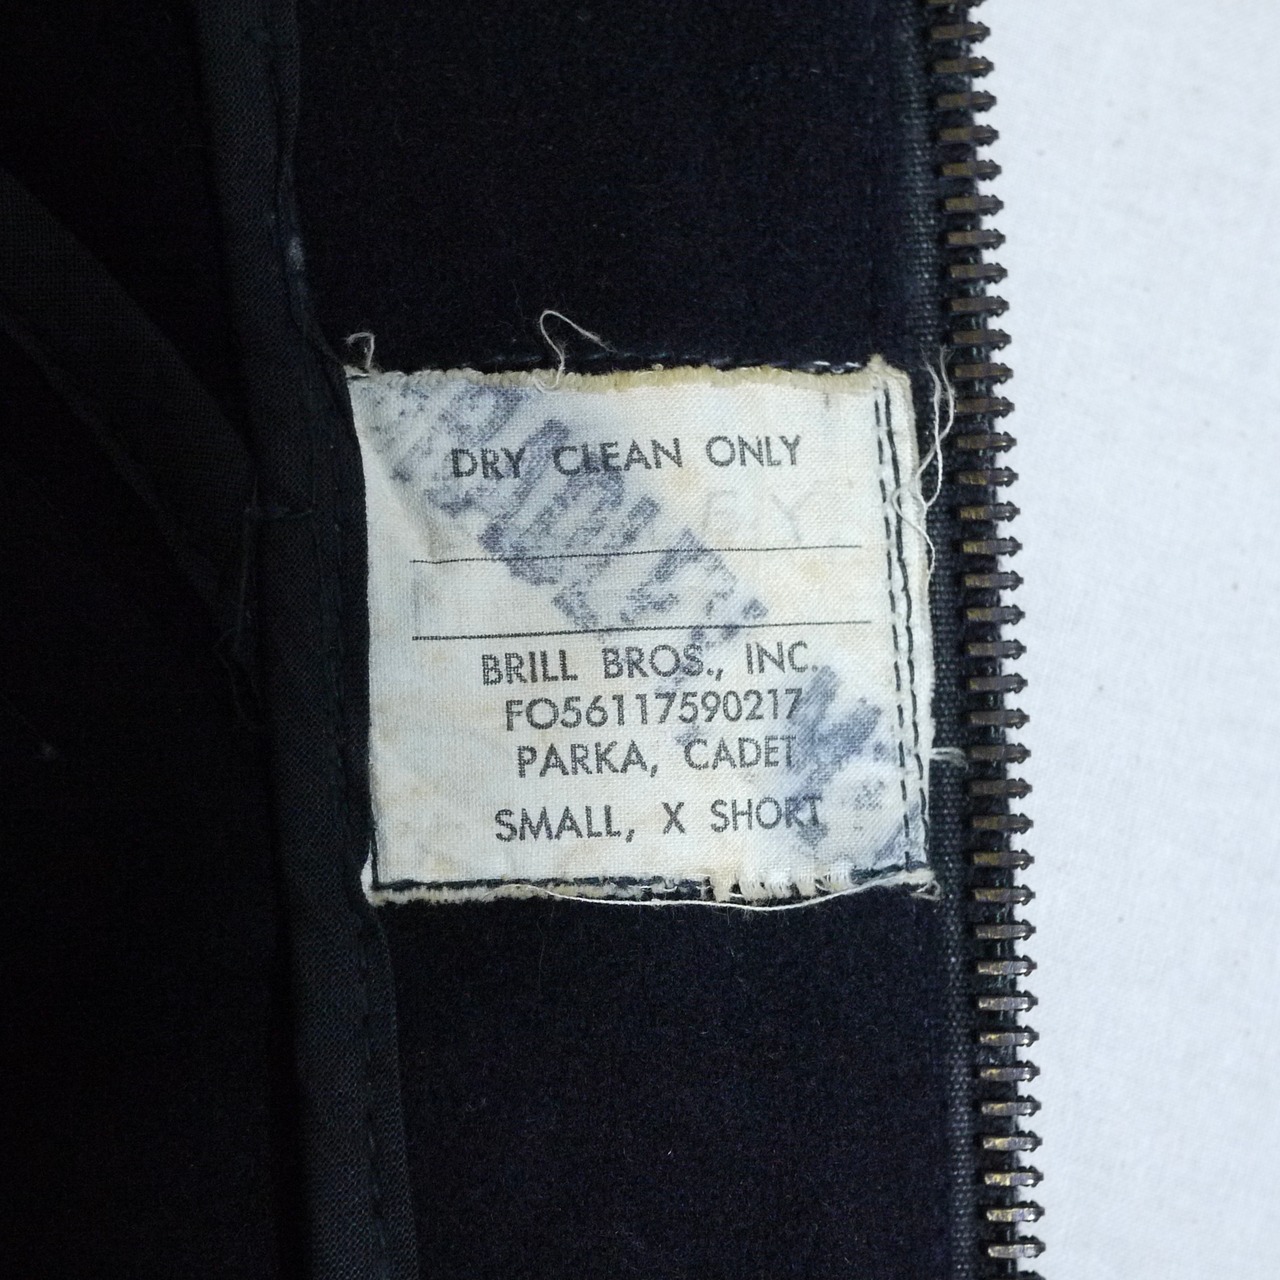 DRY CLEAN ONLY
BRILL BROS., INC.
FO56117590217
PARKA, CADET
SMALL, X SHORT